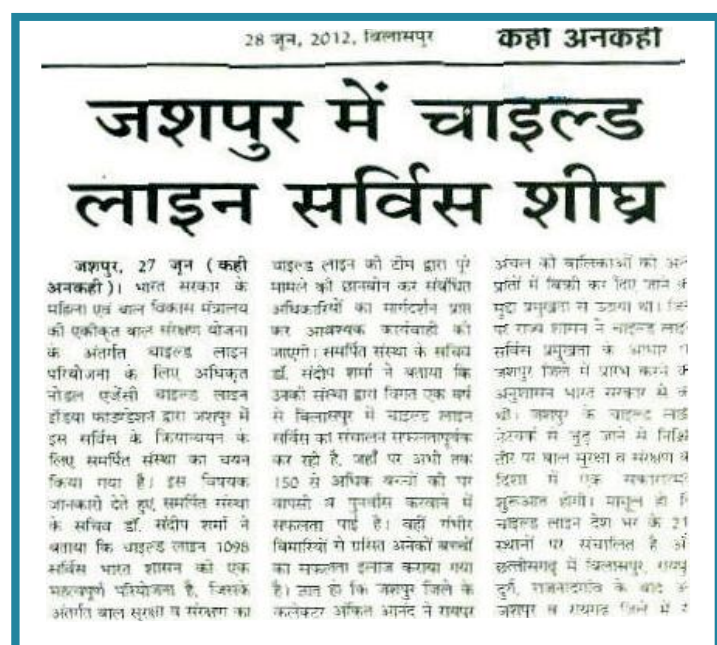 28 जून, 2012, बिलासपुर
कही अनकही
जशपुर में चाइल्ड
लाइन सर्विस शीघ्र
जशपुर, 27 जून (कही
अनकही)। भारत सरकार के
महिला एवं बाल विकास मंत्रालय
की एकीकृत बाल संरक्षण योजना
के अंतर्गत चाइल्ड लाइन
परियोजना के लिए अधिकृत
नोडल एजेंसी चाइल्ड लाइन
इंडिया फाउण्डेशन द्वारा जशपुर में
इस सर्विस के क्रियान्वयन के
लिए समर्पित संस्था का चयन
किया गया है। इस विषयक
जानकारी देते हुए समर्पित संस्था
के सचिव डॉ. संदीप शर्मा ने
बताया कि चाइल्ड लाइन 1098
सर्विस भारत शासन की एक
महत्वपूर्ण परियोजना है, जिसके
अंतर्गत बाल सुरक्षा व संरक्षण का
चाइल्ड लाइन की टीम द्वारा पूरे
मामले की छानबीन कर संबंधित
अधिकारियों का मार्गदर्शन प्राप्त
कर आवश्यक कार्यवाही की
जाएगी। समर्पित संस्था के सचिव
डॉ. संदीप शर्मा ने बताया कि
उनकी संस्था द्वारा विगत एक वर्ष
से बिलासपुर में चाइल्ड लाइन
सर्विस का संचालन सफलतापूर्वक
कर रही है, जहाँ पर अभी तक
150 से अधिक बच्चों की घर
वापसी व पुनर्वास करवाने में
सफलता पाई है। वहीं गंभीर
बिमारियों से ग्रसित अनेकों बच्चों
का सफलता इलाज कराया गया
है। ज्ञात हो कि जशपुर जिले के
कलेक्टर अंकित आनंद ने रायपुर
अंचल की बालिकाओं को अन
प्रांतों में बिक्री कर दिए जाने
मुद्दा प्रमुखता से उठाया था।
पर राज्य शासन ने चाइल्ड लाइ
सर्विस प्रमुखता के आधार
जशपुर जिले में प्रारंभ करने
अनुशासन भारत सरकार से
थी। जशपुर के चाइल्ड लाई
नेटवर्क से जुड़ जाने से निश्चि
तौर पर बाल सुरक्षा व संरक्षण
दिशा में एक सकारात्म
शुरूआत होगी। मालूम हो
चाइल्ड लाइन देश भर के 21
स्थानों पर संचालित है
छत्तीसगढ़ में बिलासपुर, रायपु
दुर्ग, राजनांदगांव के बाद
जशपुर व रायगढ़ जिले में